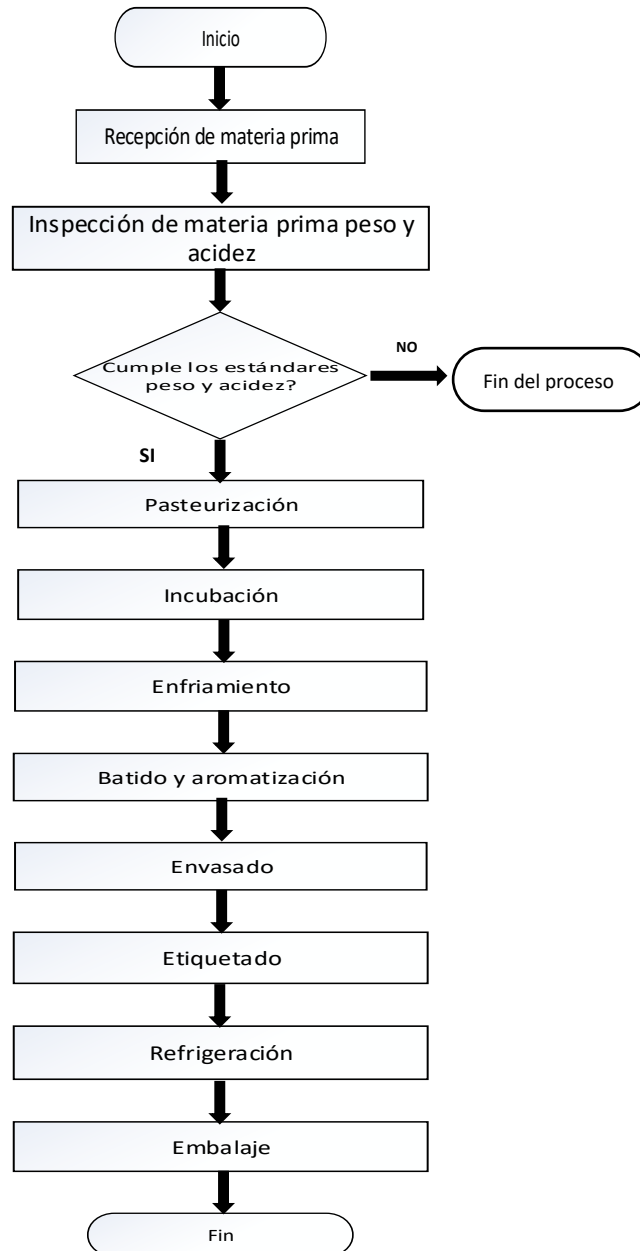 Inicio
Recepción de materia prima
Inspección de materia prima peso y
acidez
Cumple los estándares
peso y acidez?
NO
Fin del proceso
SI
Pasteurización
Incubación
Enfriamiento
Batido y aromatización
Envasado
Etiquetado
Refrigeración
Embalaje
Fin